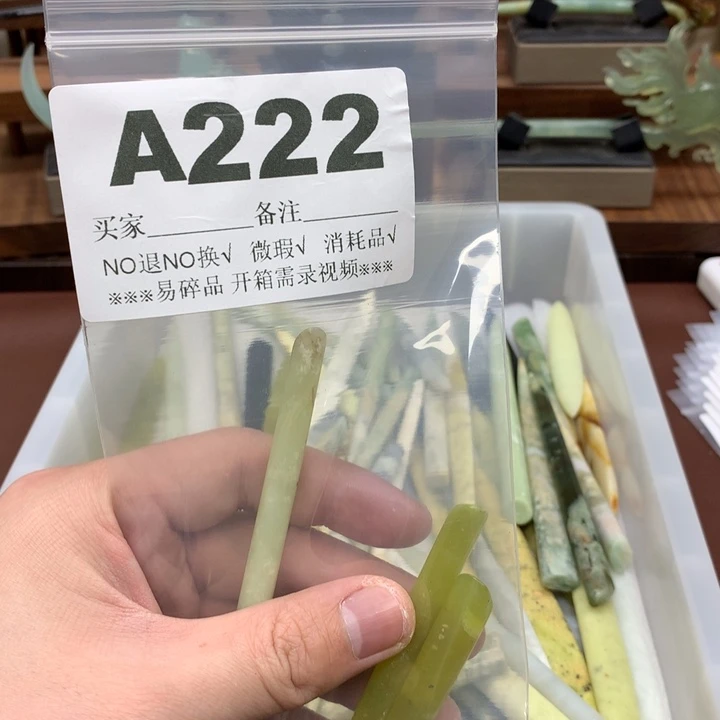 A222
买家________备注________
NO退NO换√ 微瑕√ 消耗品√
※※※易碎品 开箱需录视频※※※